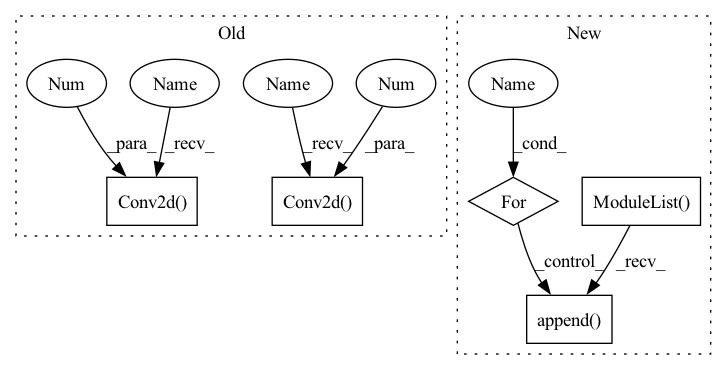 Old
New
Num
Name
Name
Num
Name
_para_
_recv_
_recv_
_para_
_cond_
Conv2d()
Conv2d()
For
ModuleList()
_control_
_recv_
append()